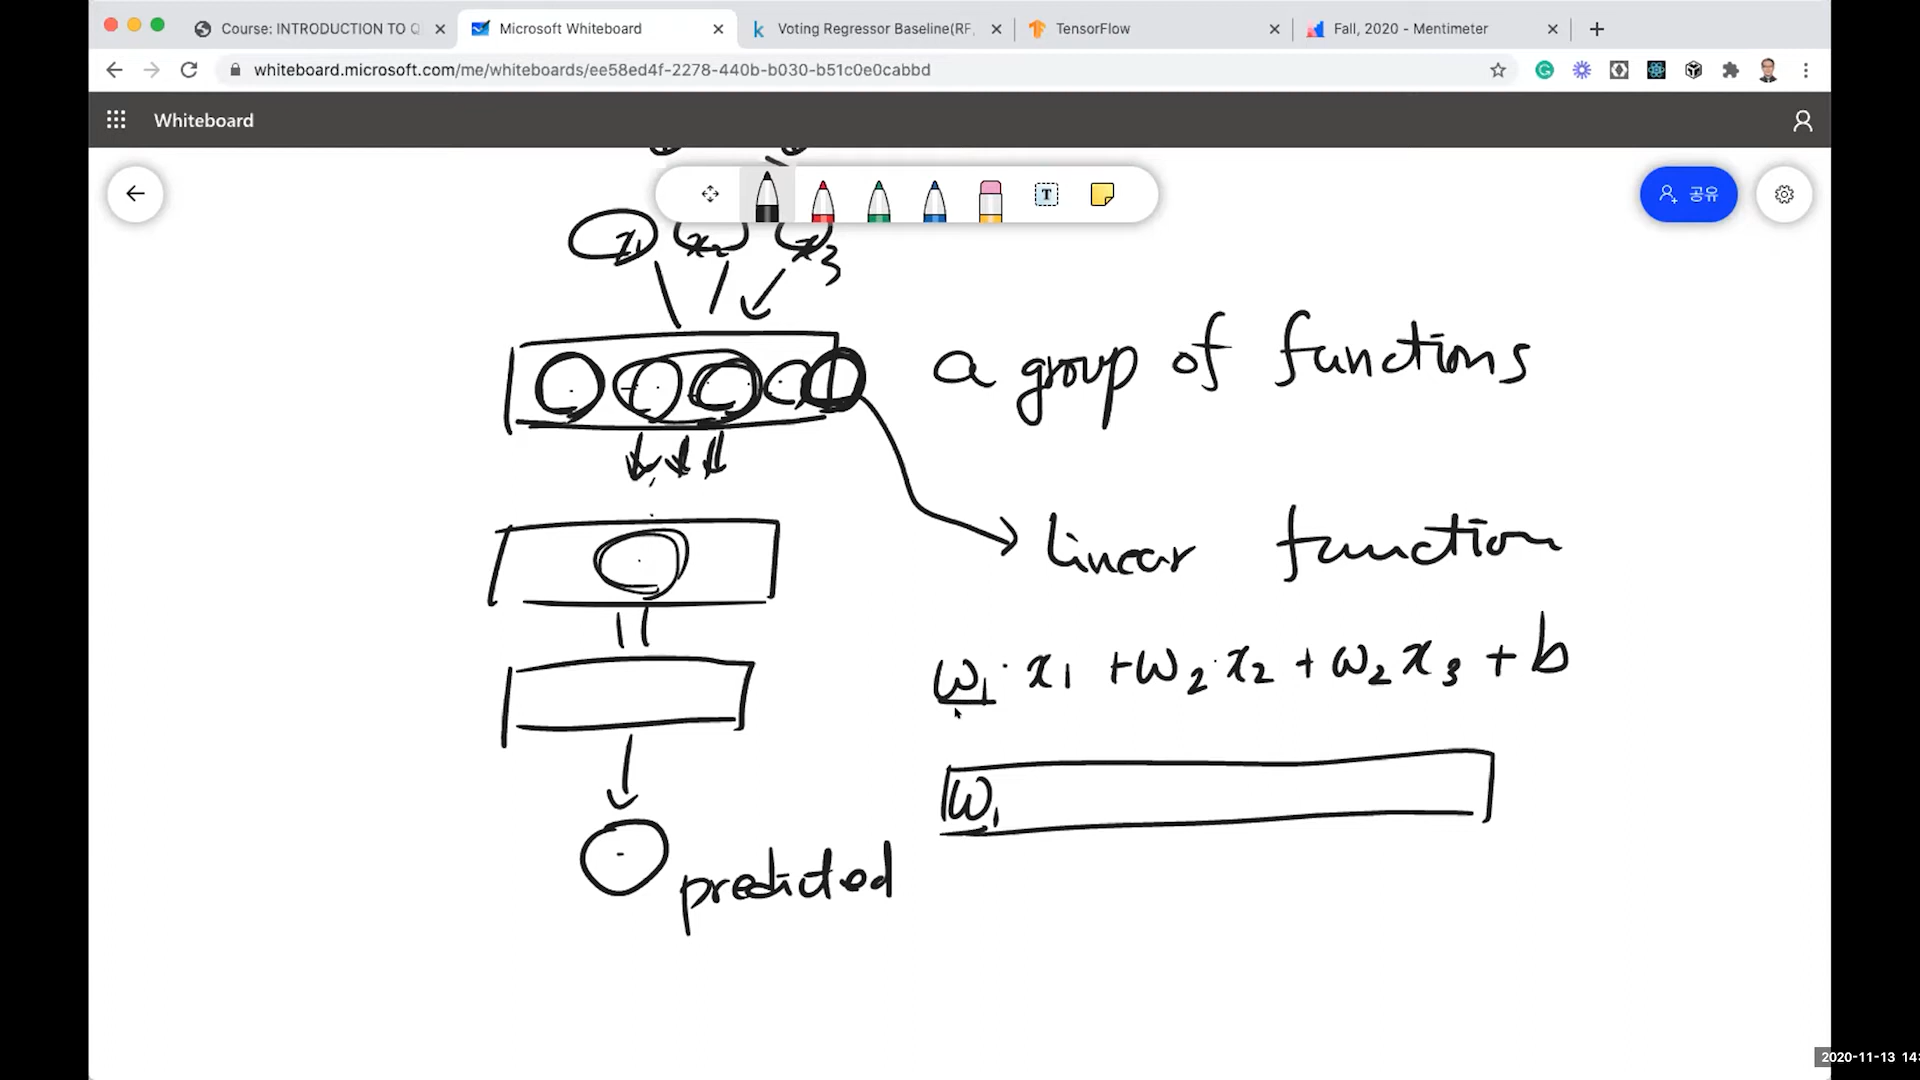 Course: INTRODUCTION TO Q
Microsoft Whiteboard
Voting Regressor Baseline(RF,
TensorFlow
Fall, 2020 - Mentimeter
whiteboard.microsoft.com/me/whiteboards/ee58ed4f-2278-440b-b030-b51c0e0cabbd
Whiteboard
T
공유
x1 x2 x3
a group of functions
linear function
w1 · x1 + w2 · x2 + w2 x3 + b
w1
predicted
2020-11-13 14: